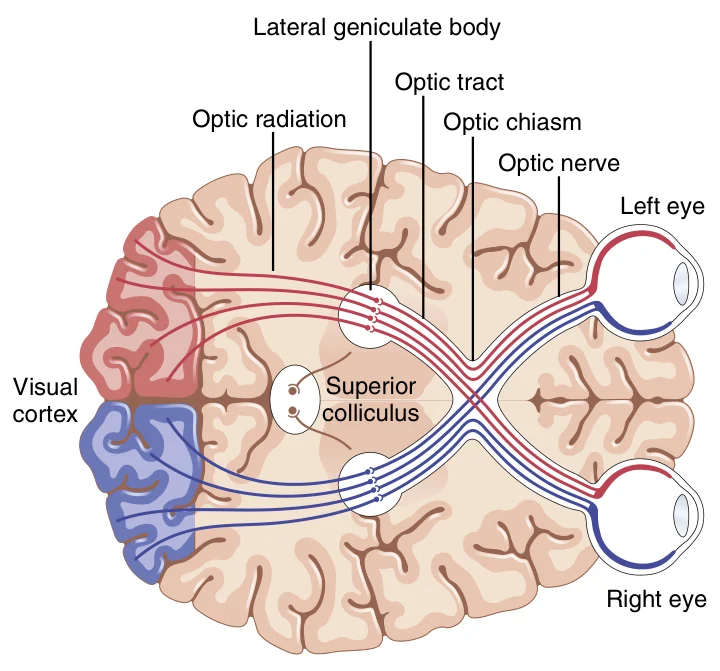 Lateral geniculate body
Optic tract
Optic radiation
Optic chiasm
Optic nerve
Left eye
Visual
cortex
Superior
colliculus
Right eye